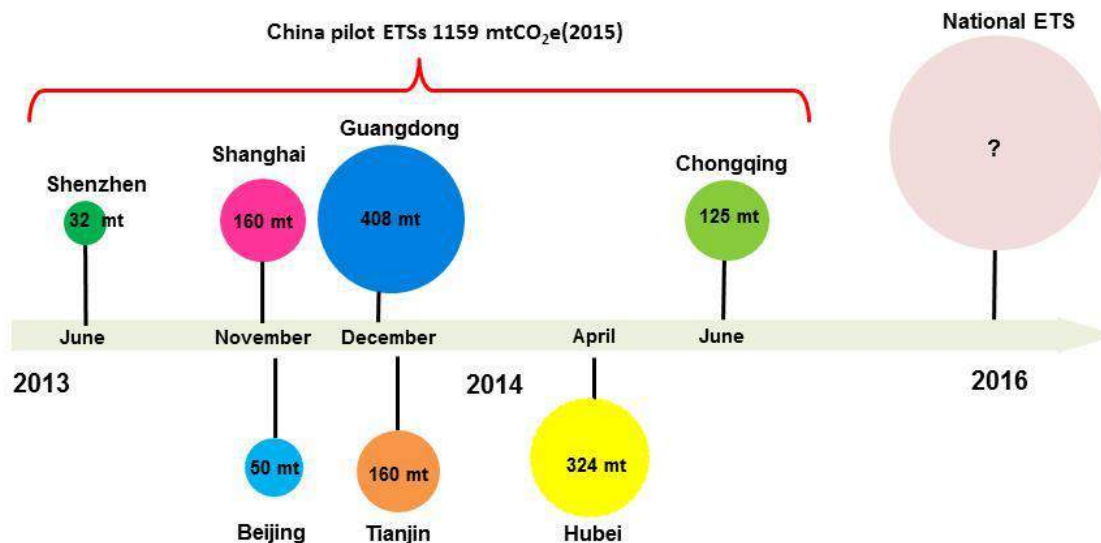 China pilot ETSs 1159 mtCO₂e(2015)
National ETS
?
Shenzhen
32 mt
Shanghai
160 mt
Guangdong
408 mt
Chongqing
125 mt
June
November
December
April
June
2013
2014
2016
50 mt
Beijing
160 mt
Tianjin
324 mt
Hubei